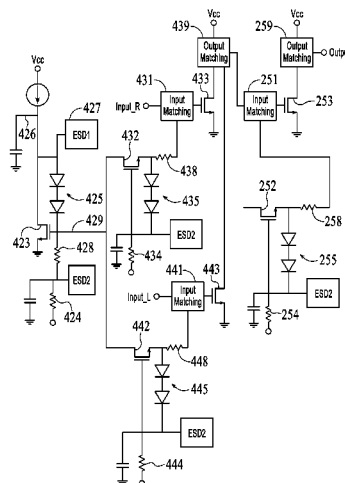 439
Vcc
259
Vcc
Output Matching
Output Matching
Outpu
Vcc
431
433
251
427
Input Matching
Input_R
Input Matching
253
426
ESD1
432
425
438
252
429
435
258
423
428
ESD2
ESD2
434
441
443
255
Input_L
Input Matching
ESD2
424
442
254
448
445
ESD2
444